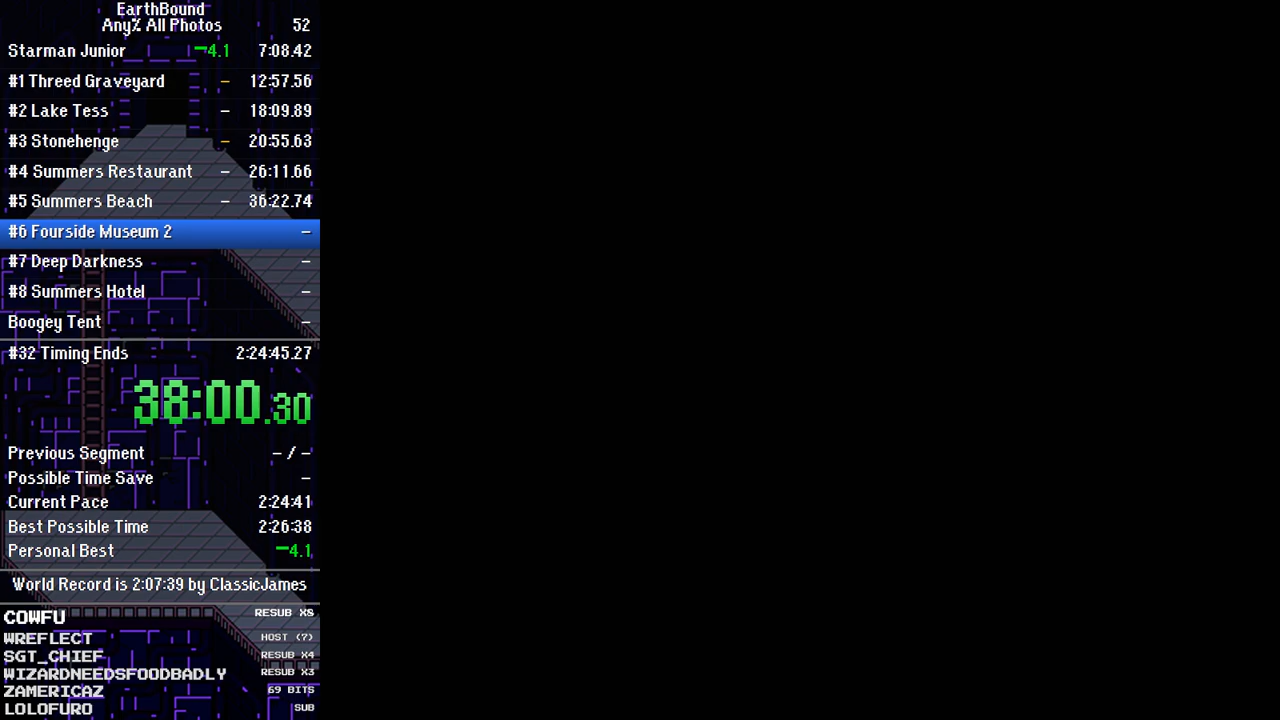 EarthBound
Any% All Photos 52
Starman Junior −4.1 7:08.42
#1 Threed Graveyard – 12:57.56
#2 Lake Tess – 18:09.89
#3 Stonehenge – 20:55.63
#4 Summers Restaurant – 26:11.66
#5 Summers Beach – 36:22.74
#6 Fourside Museum 2 –
#7 Deep Darkness –
#8 Summers Hotel –
Boogey Tent –
#32 Timing Ends 2:24:45.27
38:00.30
Previous Segment – / –
Possible Time Save –
Current Pace 2:24:41
Best Possible Time 2:26:38
Personal Best −4.1
World Record is 2:07:39 by ClassicJames
COWFU RESUB X8
WREFLECT HOST (7)
SGT_CHIEF RESUB X4
WIZARDNEEDSFOODBADLY RESUB X3
ZAMERICAZ 69 BITS
LOLOFURO SUB